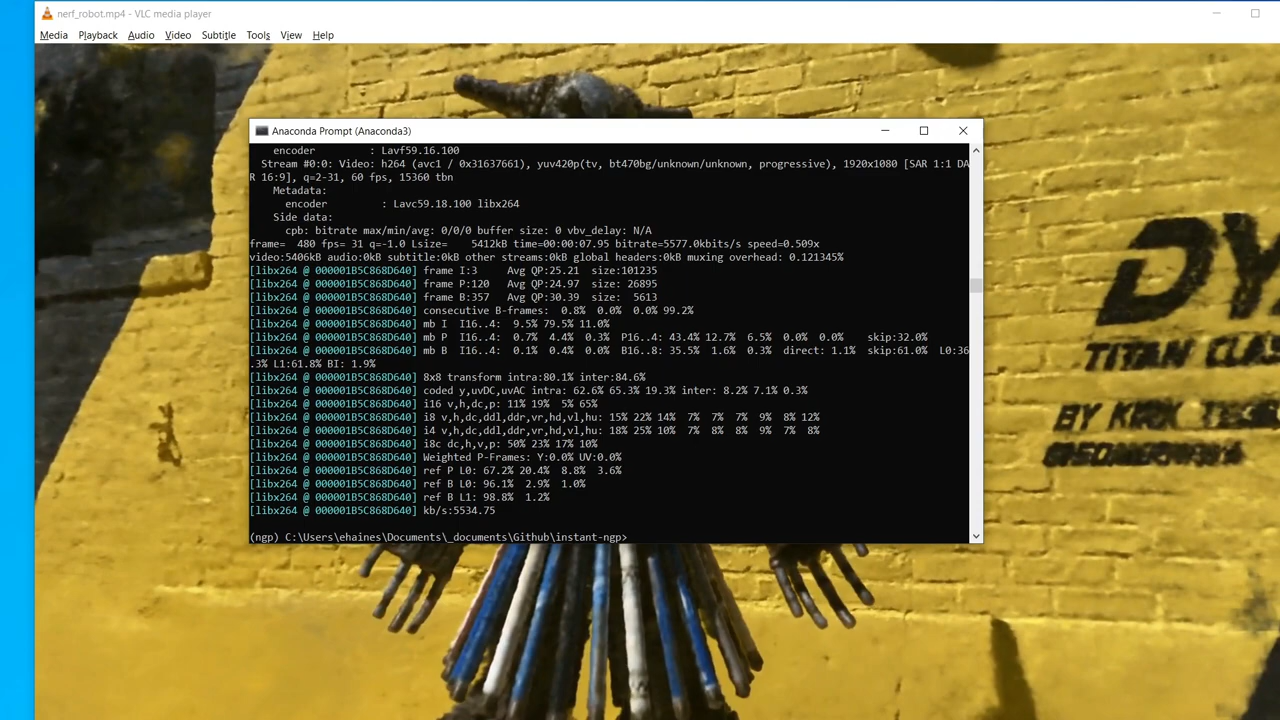 nerf_robot.mp4 - VLC media player
Media Playback Audio Video Subtitle Tools View Help
Anaconda Prompt (Anaconda3)
encoder : Lavf59.16.100
Stream #0:0: Video: h264 (avc1 / 0x31637661), yuv420p(tv, bt470bg/unknown/unknown, progressive), 1920x1080 [SAR 1:1 DA
R 16:9], q=2-31, 60 fps, 15360 tbn
Metadata:
encoder : Lavc59.18.100 libx264
Side data:
cpb: bitrate max/min/avg: 0/0/0 buffer size: 0 vbv_delay: N/A
frame= 480 fps= 31 q=-1.0 Lsize= 5412kB time=00:00:07.95 bitrate=5577.0kbits/s speed=0.509x
video:5406kB audio:0kB subtitle:0kB other streams:0kB global headers:0kB muxing overhead: 0.121345%
[libx264 @ 000001B5C868D640] frame I:3 Avg QP:25.21 size:101235
[libx264 @ 000001B5C868D640] frame P:120 Avg QP:24.97 size: 26895
[libx264 @ 000001B5C868D640] frame B:357 Avg QP:30.39 size: 5613
[libx264 @ 000001B5C868D640] consecutive B-frames: 0.8% 0.0% 0.0% 99.2%
[libx264 @ 000001B5C868D640] mb I I16..4: 9.5% 79.5% 11.0%
[libx264 @ 000001B5C868D640] mb P I16..4: 0.7% 4.4% 0.3% P16..4: 43.4% 12.7% 6.5% 0.0% 0.0% skip:32.0%
[libx264 @ 000001B5C868D640] mb B I16..4: 0.1% 0.4% 0.0% B16..8: 35.5% 1.6% 0.3% direct: 1.1% skip:61.0% L0:36
.3% L1:61.8% BI: 1.9%
[libx264 @ 000001B5C868D640] 8x8 transform intra:80.1% inter:84.6%
[libx264 @ 000001B5C868D640] coded y,uvDC,uvAC intra: 62.6% 65.3% 19.3% inter: 8.2% 7.1% 0.3%
[libx264 @ 000001B5C868D640] i16 v,h,dc,p: 11% 19% 5% 65%
[libx264 @ 000001B5C868D640] i8 v,h,dc,ddl,ddr,vr,hd,vl,hu: 15% 22% 14% 7% 7% 7% 9% 8% 12%
[libx264 @ 000001B5C868D640] i4 v,h,dc,ddl,ddr,vr,hd,vl,hu: 18% 25% 10% 7% 8% 8% 9% 7% 8%
[libx264 @ 000001B5C868D640] i8c dc,h,v,p: 50% 23% 17% 10%
[libx264 @ 000001B5C868D640] Weighted P-Frames: Y:0.0% UV:0.0%
[libx264 @ 000001B5C868D640] ref P L0: 67.2% 20.4% 8.8% 3.6%
[libx264 @ 000001B5C868D640] ref B L0: 96.1% 2.9% 1.0%
[libx264 @ 000001B5C868D640] ref B L1: 98.8% 1.2%
[libx264 @ 000001B5C868D640] kb/s:5534.75
(ngp) C:\Users\ehaines\Documents\_documents\Github\instant-ngp>
DY
TITAN CLAS
BY KIRK